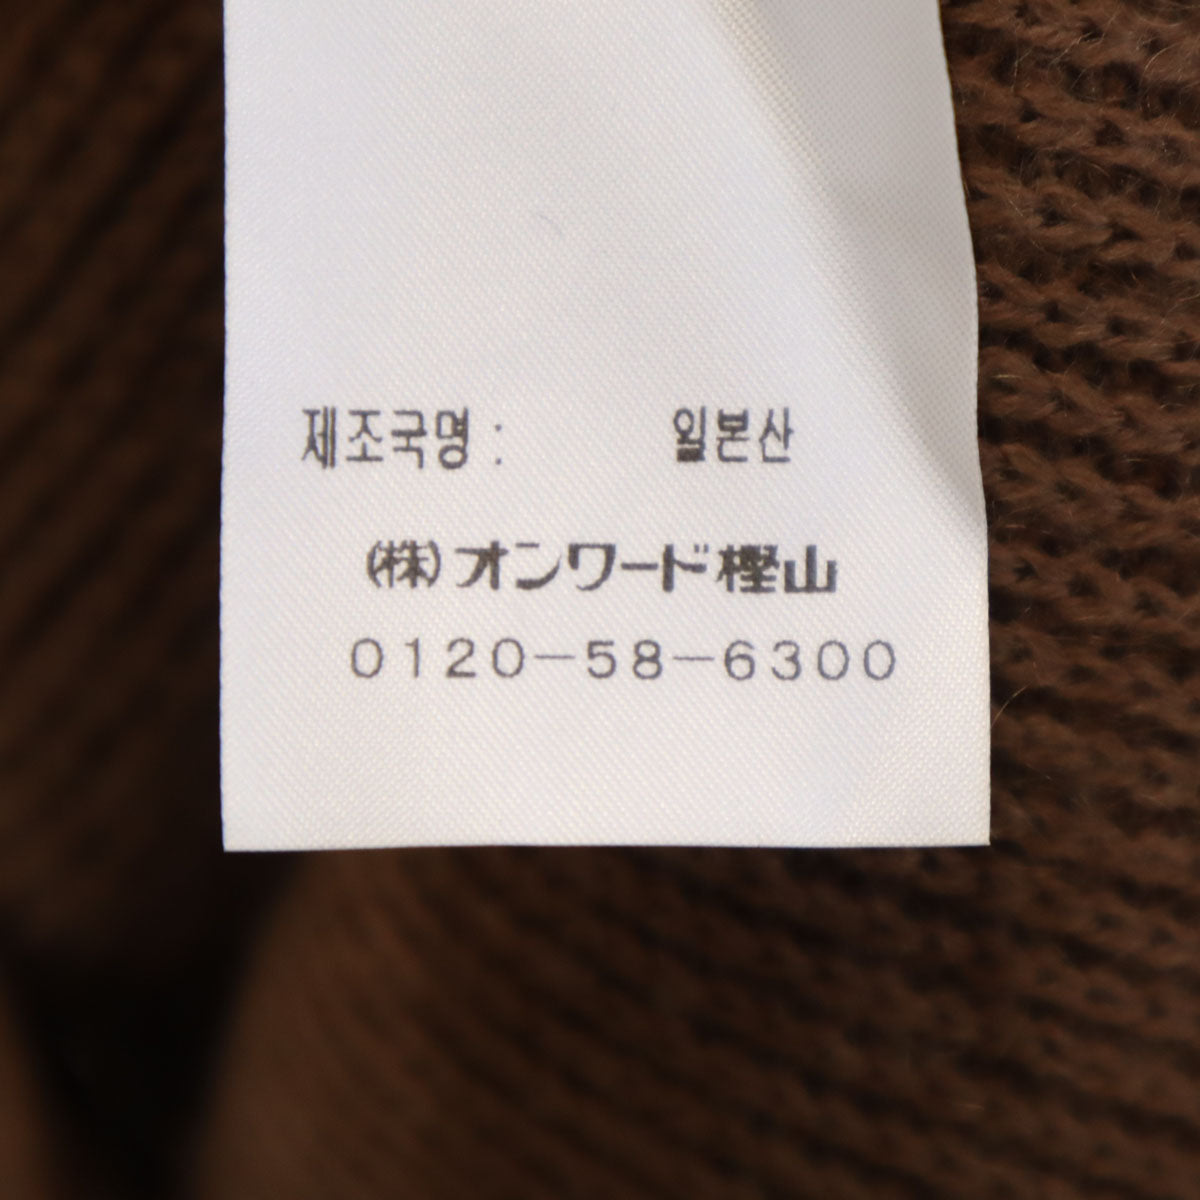 제조국명 : 일본산
(株)オンワード樫山
0120-58-6300